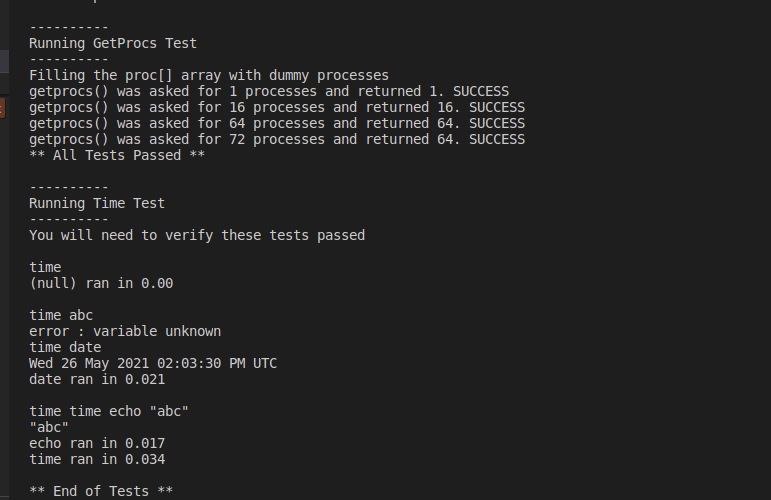 ----------
Running GetProcs Test
----------
Filling the proc[] array with dummy processes
getprocs() was asked for 1 processes and returned 1. SUCCESS
getprocs() was asked for 16 processes and returned 16. SUCCESS
getprocs() was asked for 64 processes and returned 64. SUCCESS
getprocs() was asked for 72 processes and returned 64. SUCCESS
** All Tests Passed **
----------
Running Time Test
----------
You will need to verify these tests passed
time
(null) ran in 0.00
time abc
error : variable unknown
time date
Wed 26 May 2021 02:03:30 PM UTC
date ran in 0.021
time time echo "abc"
"abc"
echo ran in 0.017
time ran in 0.034
** End of Tests **